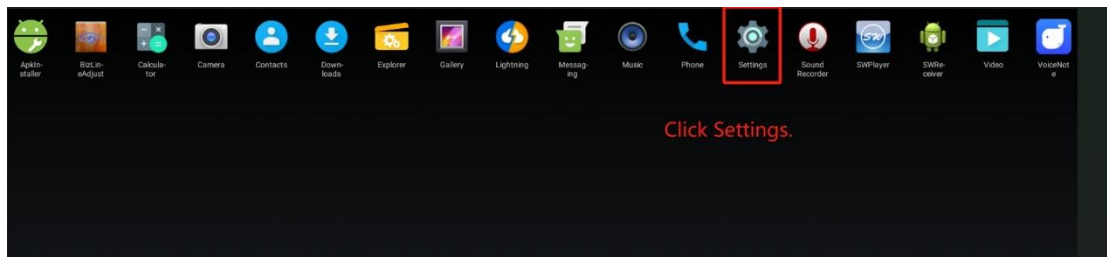 SW
ApkIn-
staller
BizLin-
eAdjust
Calcula-
tor
Camera
Contacts
Down-
loads
Explorer
Gallery
Lightning
Messag-
ing
Music
Phone
Settings
Sound
Recorder
SWPlayer
SWRe-
ceiver
Video
VoiceNot
e
Click Settings.